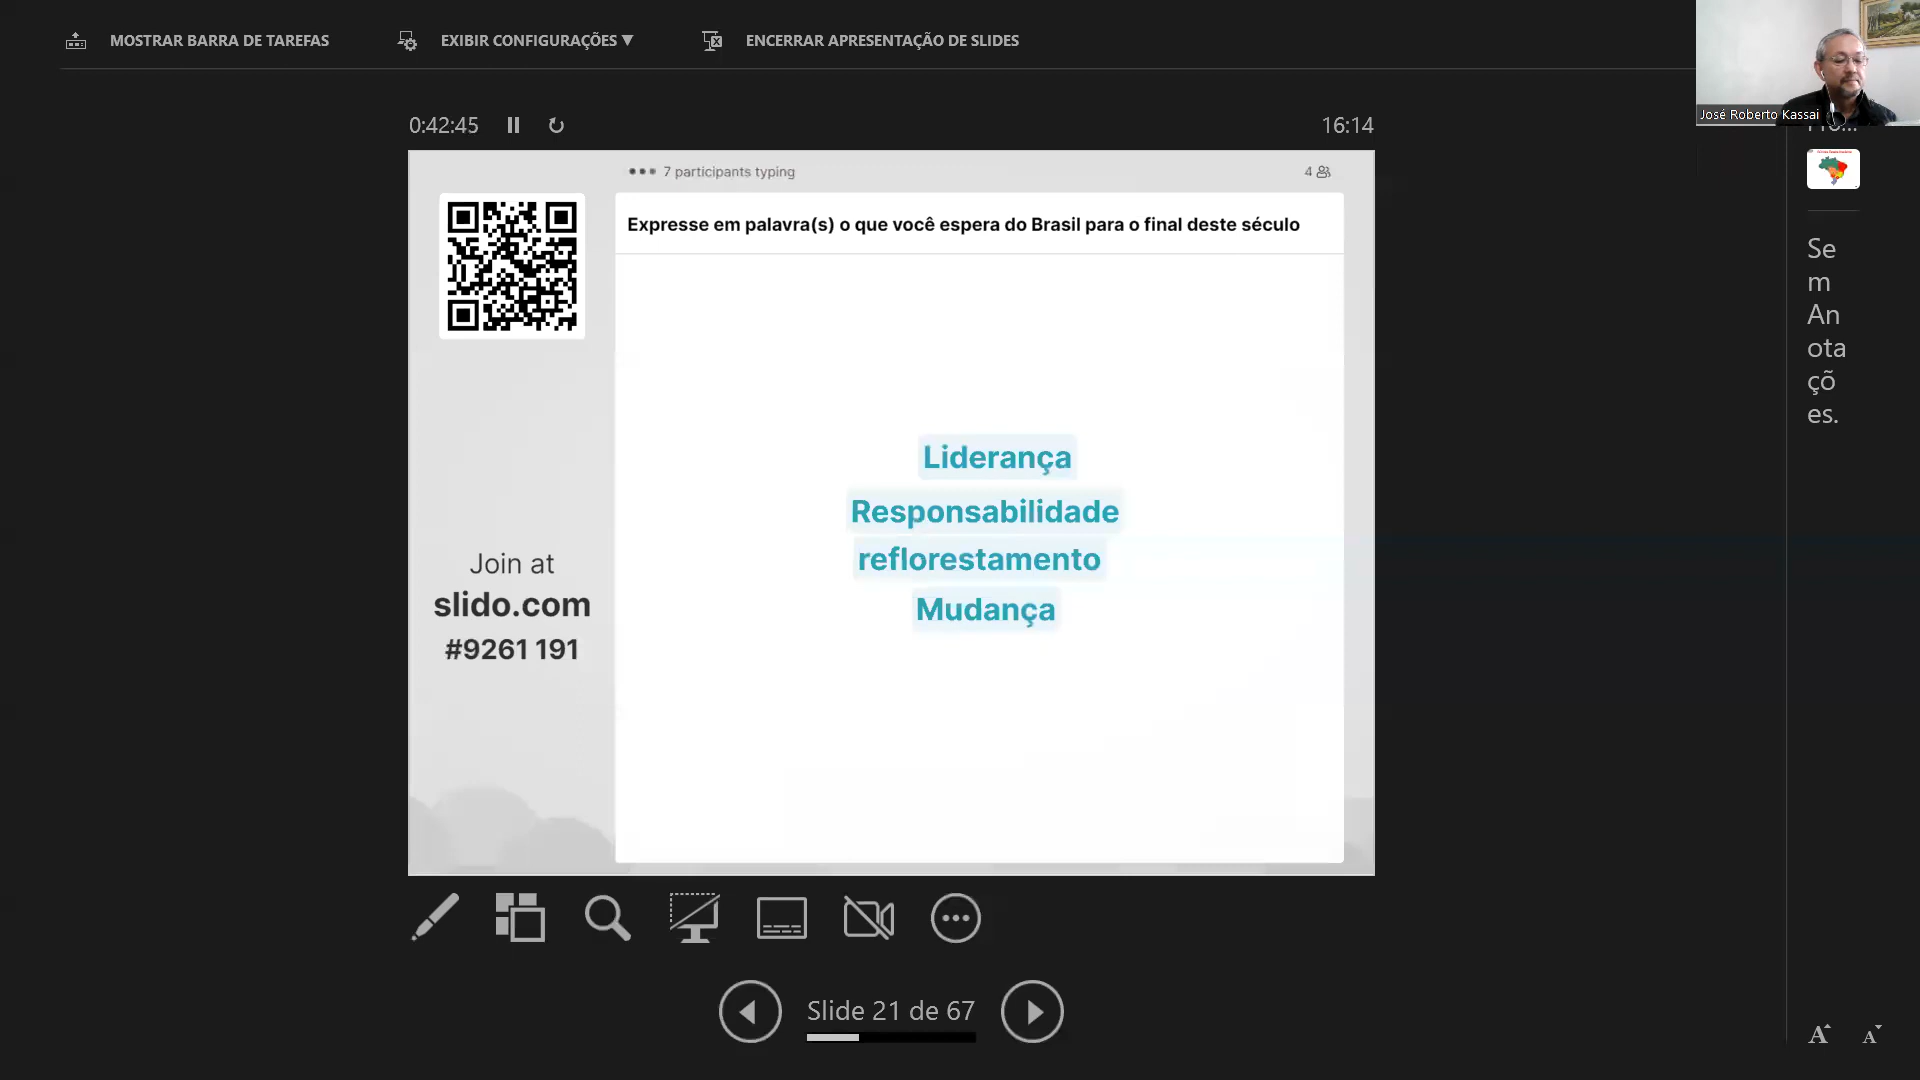 MOSTRAR BARRA DE TAREFAS
EXIBIR CONFIGURAÇÕES ▼
ENCERRAR APRESENTAÇÃO DE SLIDES
José Roberto Kassai
0:42:45
16:14
7 participants typing
4
Expresse em palavra(s) o que você espera do Brasil para o final deste século
Liderança
Responsabilidade
reflorestamento
Mudança
Join at
slido.com
#9261 191
Se
m
An
ota
çõ
es.
Slide 21 de 67
A
A